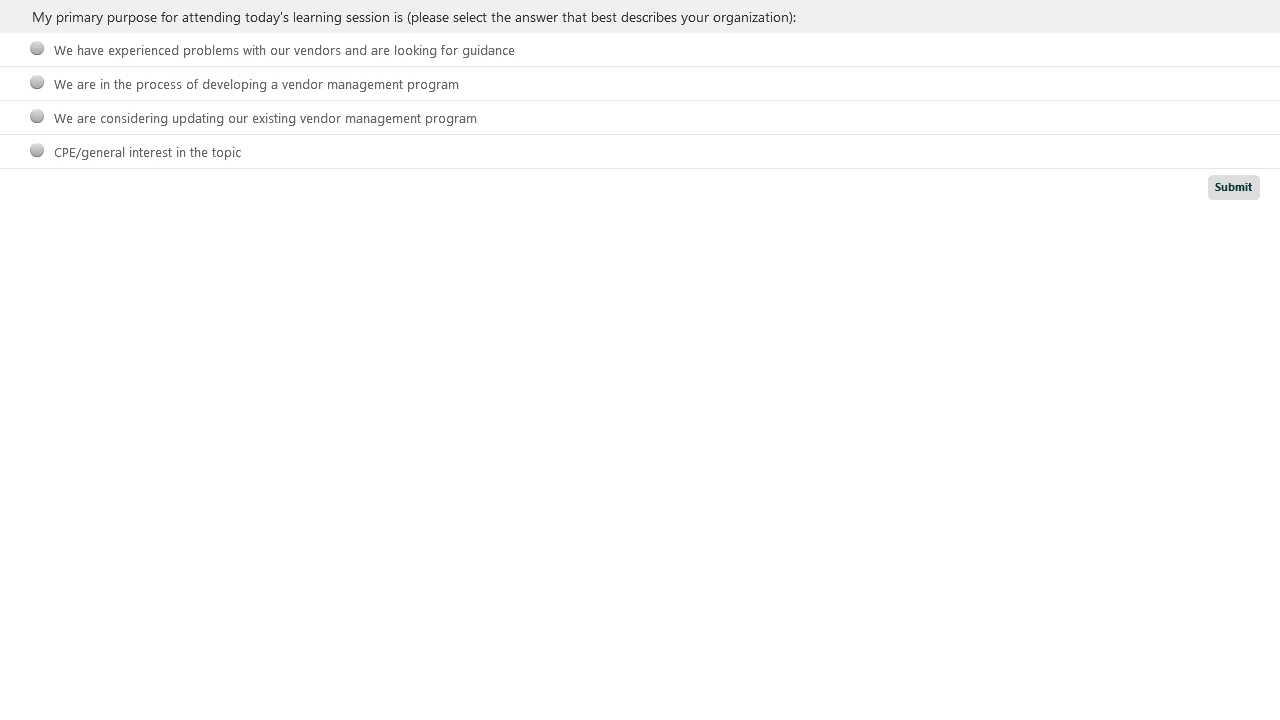 My primary purpose for attending today's learning session is (please select the answer that best describes your organization):
We have experienced problems with our vendors and are looking for guidance
We are in the process of developing a vendor management program
We are considering updating our existing vendor management program
CPE/general interest in the topic
Submit